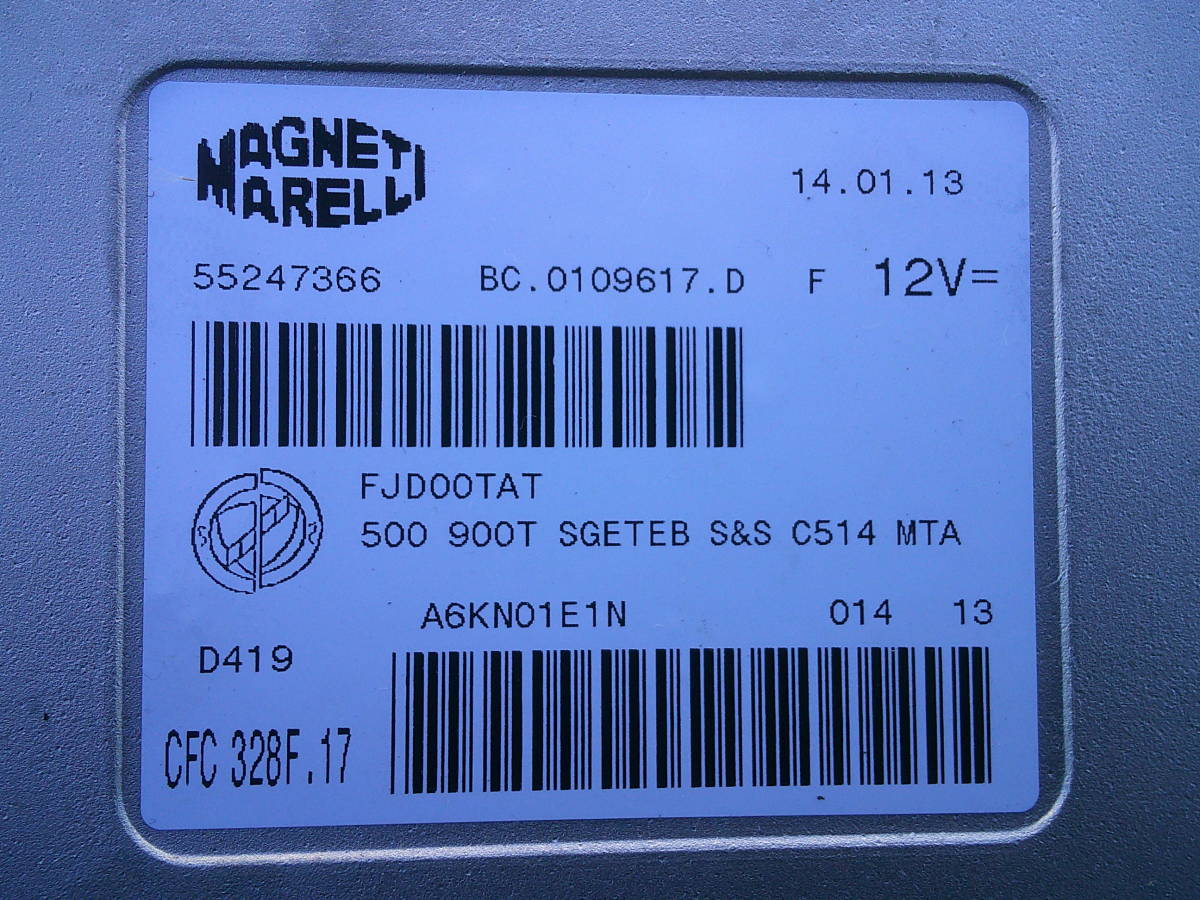 MAGNETI
MARELLI
14.01.13
55247366 BC.0109617.D F 12V=
FJD00TAT
500 900T SGETEB S&S C514 MTA
A6KN01E1N 014 13
D419
CFC 328F.17